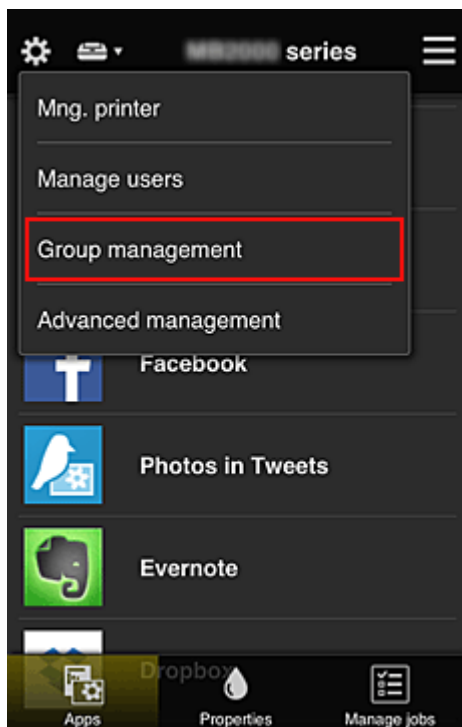 series
Mng. printer
Manage users
Group management
Advanced management
Facebook
Photos in Tweets
Evernote
Dropbox
Apps
Properties
Manage jobs